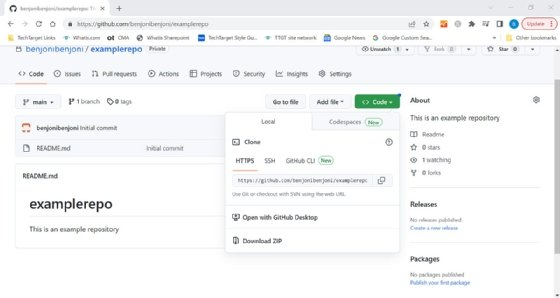 benjonibenjoni/examplerepo: Th
https://github.com/benjonibenjoni/examplerepo
Update
TechTarget Links
WhatIs.com
OMA
WhatIs Sharepoint
TechTarget Style Gu...
TTGT site network
Google News
Google Custom Sear...
Other bookmarks
benjonibenjoni / examplerepo Private
Unwatch 1
Fork 0
Star 0
Code
Issues
Pull requests
Actions
Projects
Security
Insights
Settings
main
1 branch
0 tags
Go to file
Add file
Code
benjonibenjoni Initial commit
README.md Initial commit
README.md
examplerepo
This is an example repository
Local
Codespaces New
Clone
HTTPS
SSH
GitHub CLI New
https://github.com/benjonibenjoni/examplerepo
Use Git or checkout with SVN using the web URL.
Open with GitHub Desktop
Download ZIP
About
This is an example repository
Readme
0 stars
1 watching
0 forks
Releases
No releases published
Create a new release
Packages
No packages published
Publish your first package